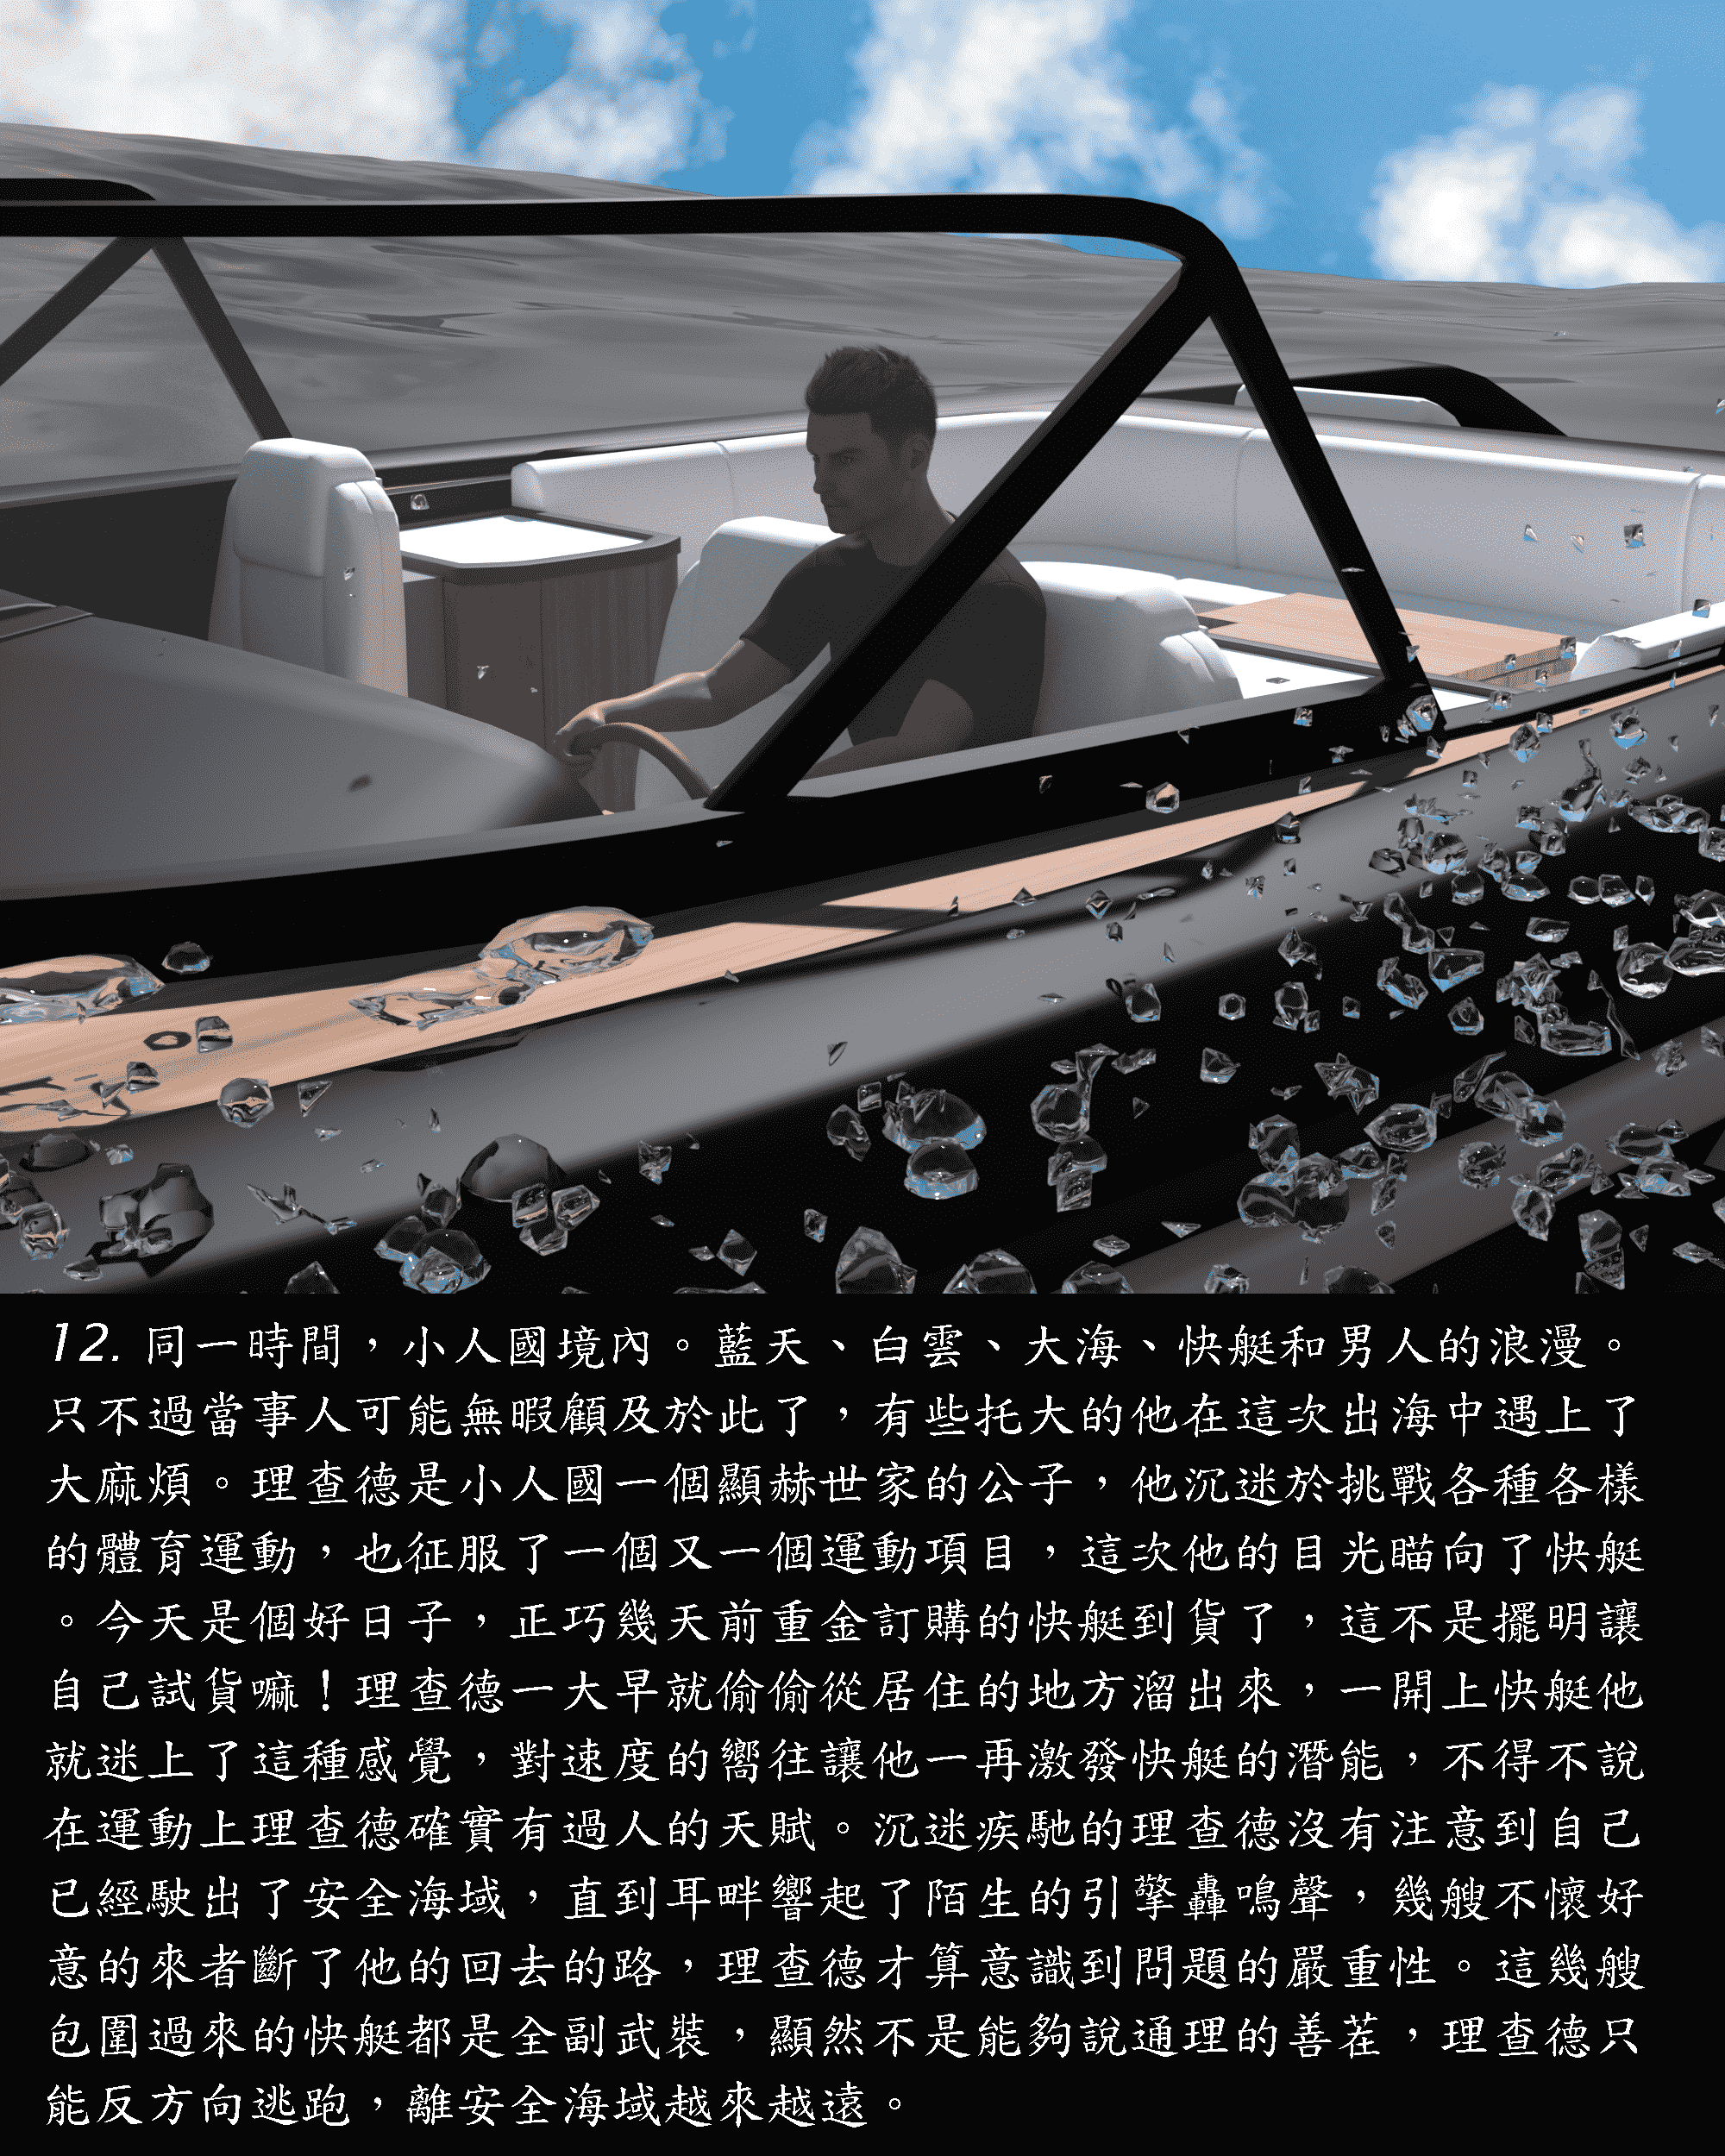 12. 同一時間，小人國境內。藍天、白雲、大海、快艇和男人的浪漫。
只不過當事人可能無暇顧及於此了，有些托大的他在這次出海中遇上了
大麻煩。理查德是小人國一個顯赫世家的公子，他沉迷於挑戰各種各樣
的體育運動，也征服了一個又一個運動項目，這次他的目光瞄向了快艇
。今天是個好日子，正巧幾天前重金訂購的快艇到貨了，這不是擺明讓
自己試貨嘛！理查德一大早就偷偷從居住的地方溜出來，一開上快艇他
就迷上了這種感覺，對速度的嚮往讓他一再激發快艇的潛能，不得不說
在運動上理查德確實有過人的天賦。沉迷疾馳的理查德沒有注意到自己
已經駛出了安全海域，直到耳畔響起了陌生的引擎轟鳴聲，幾艘不懷好
意的來者斷了他的回去的路，理查德才算意識到問題的嚴重性。這幾艘
包圍過來的快艇都是全副武裝，顯然不是能夠說通理的善茬，理查德只
能反方向逃跑，離安全海域越來越遠。